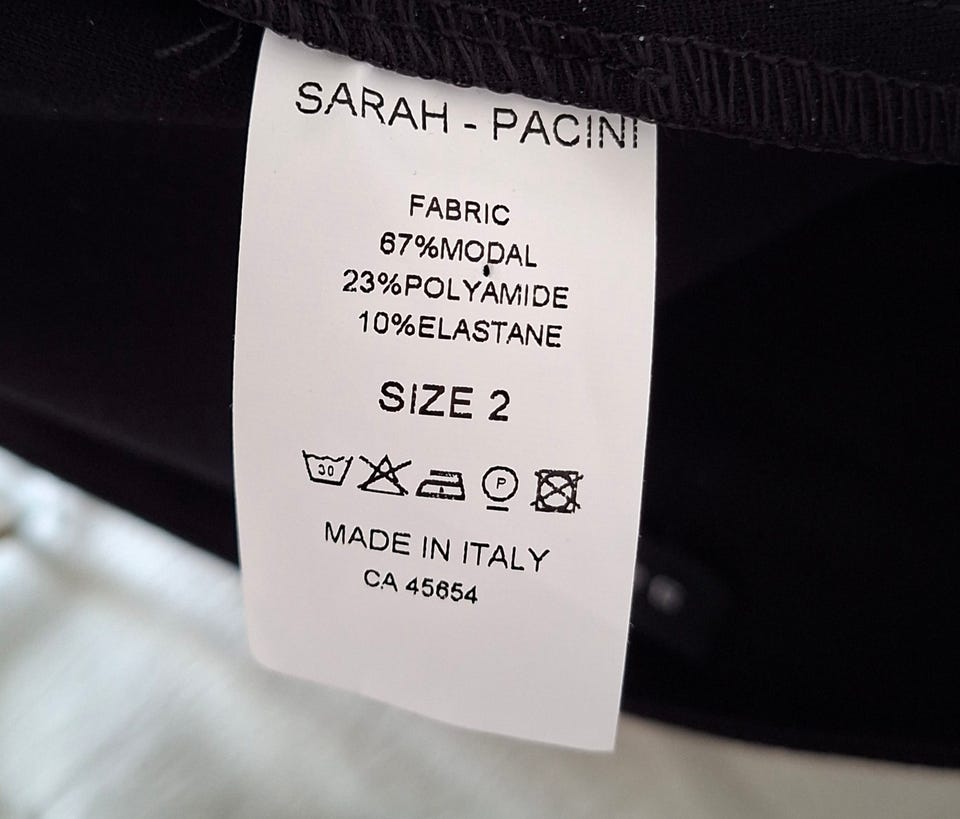 SARAH - PACINI
FABRIC
67%MODAL
23%POLYAMIDE
10%ELASTANE
SIZE 2
30 P
MADE IN ITALY
CA 45654